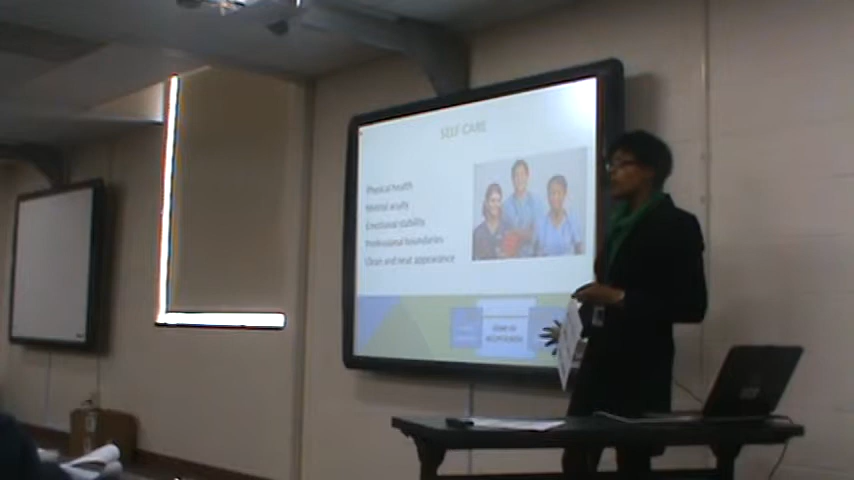 SELF CARE
Physical health
Mental acuity
Emotional stability
Professional boundaries
Clean and neat appearance